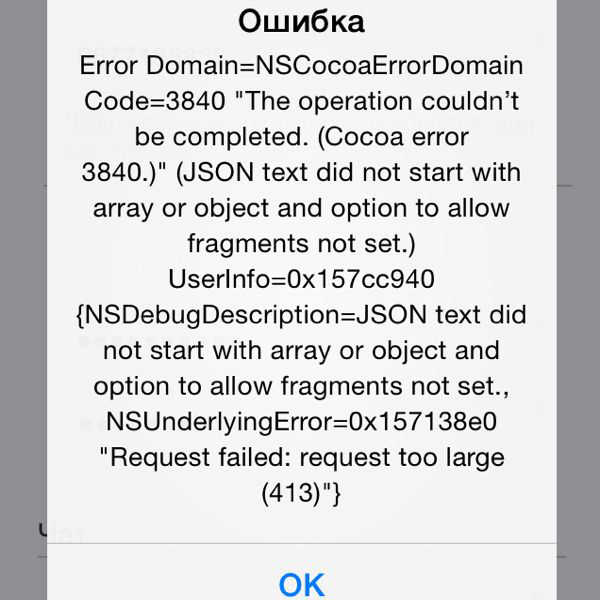 Ошибка
Error Domain=NSCocoaErrorDomain
Code=3840 "The operation couldn’t
be completed. (Cocoa error
3840.)" (JSON text did not start with
array or object and option to allow
fragments not set.)
UserInfo=0x157cc940
{NSDebugDescription=JSON text did
not start with array or object and
option to allow fragments not set.,
NSUnderlyingError=0x157138e0
"Request failed: request too large
(413)"}
Чат
OK